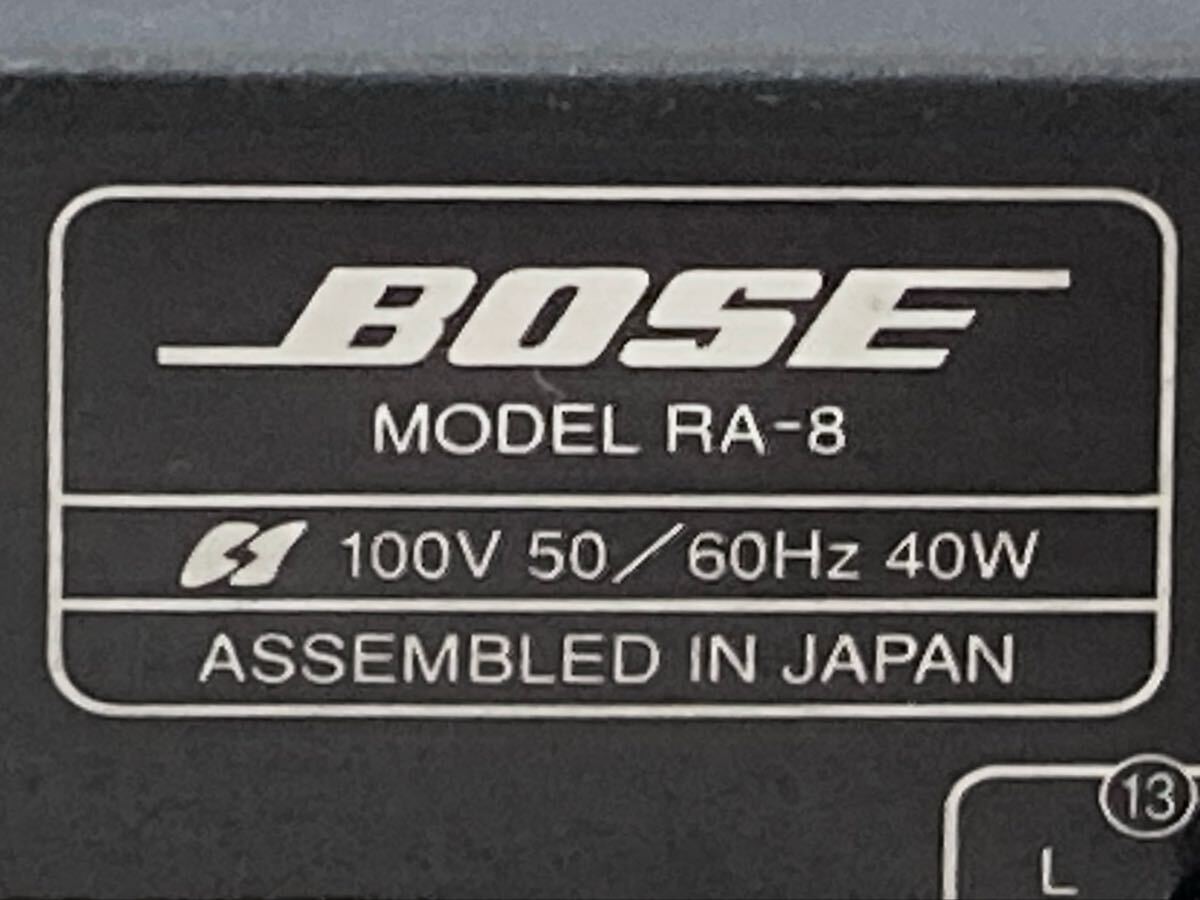 BOSE
MODEL RA-8
100V 50/60Hz 40W
ASSEMBLED IN JAPAN
13
L